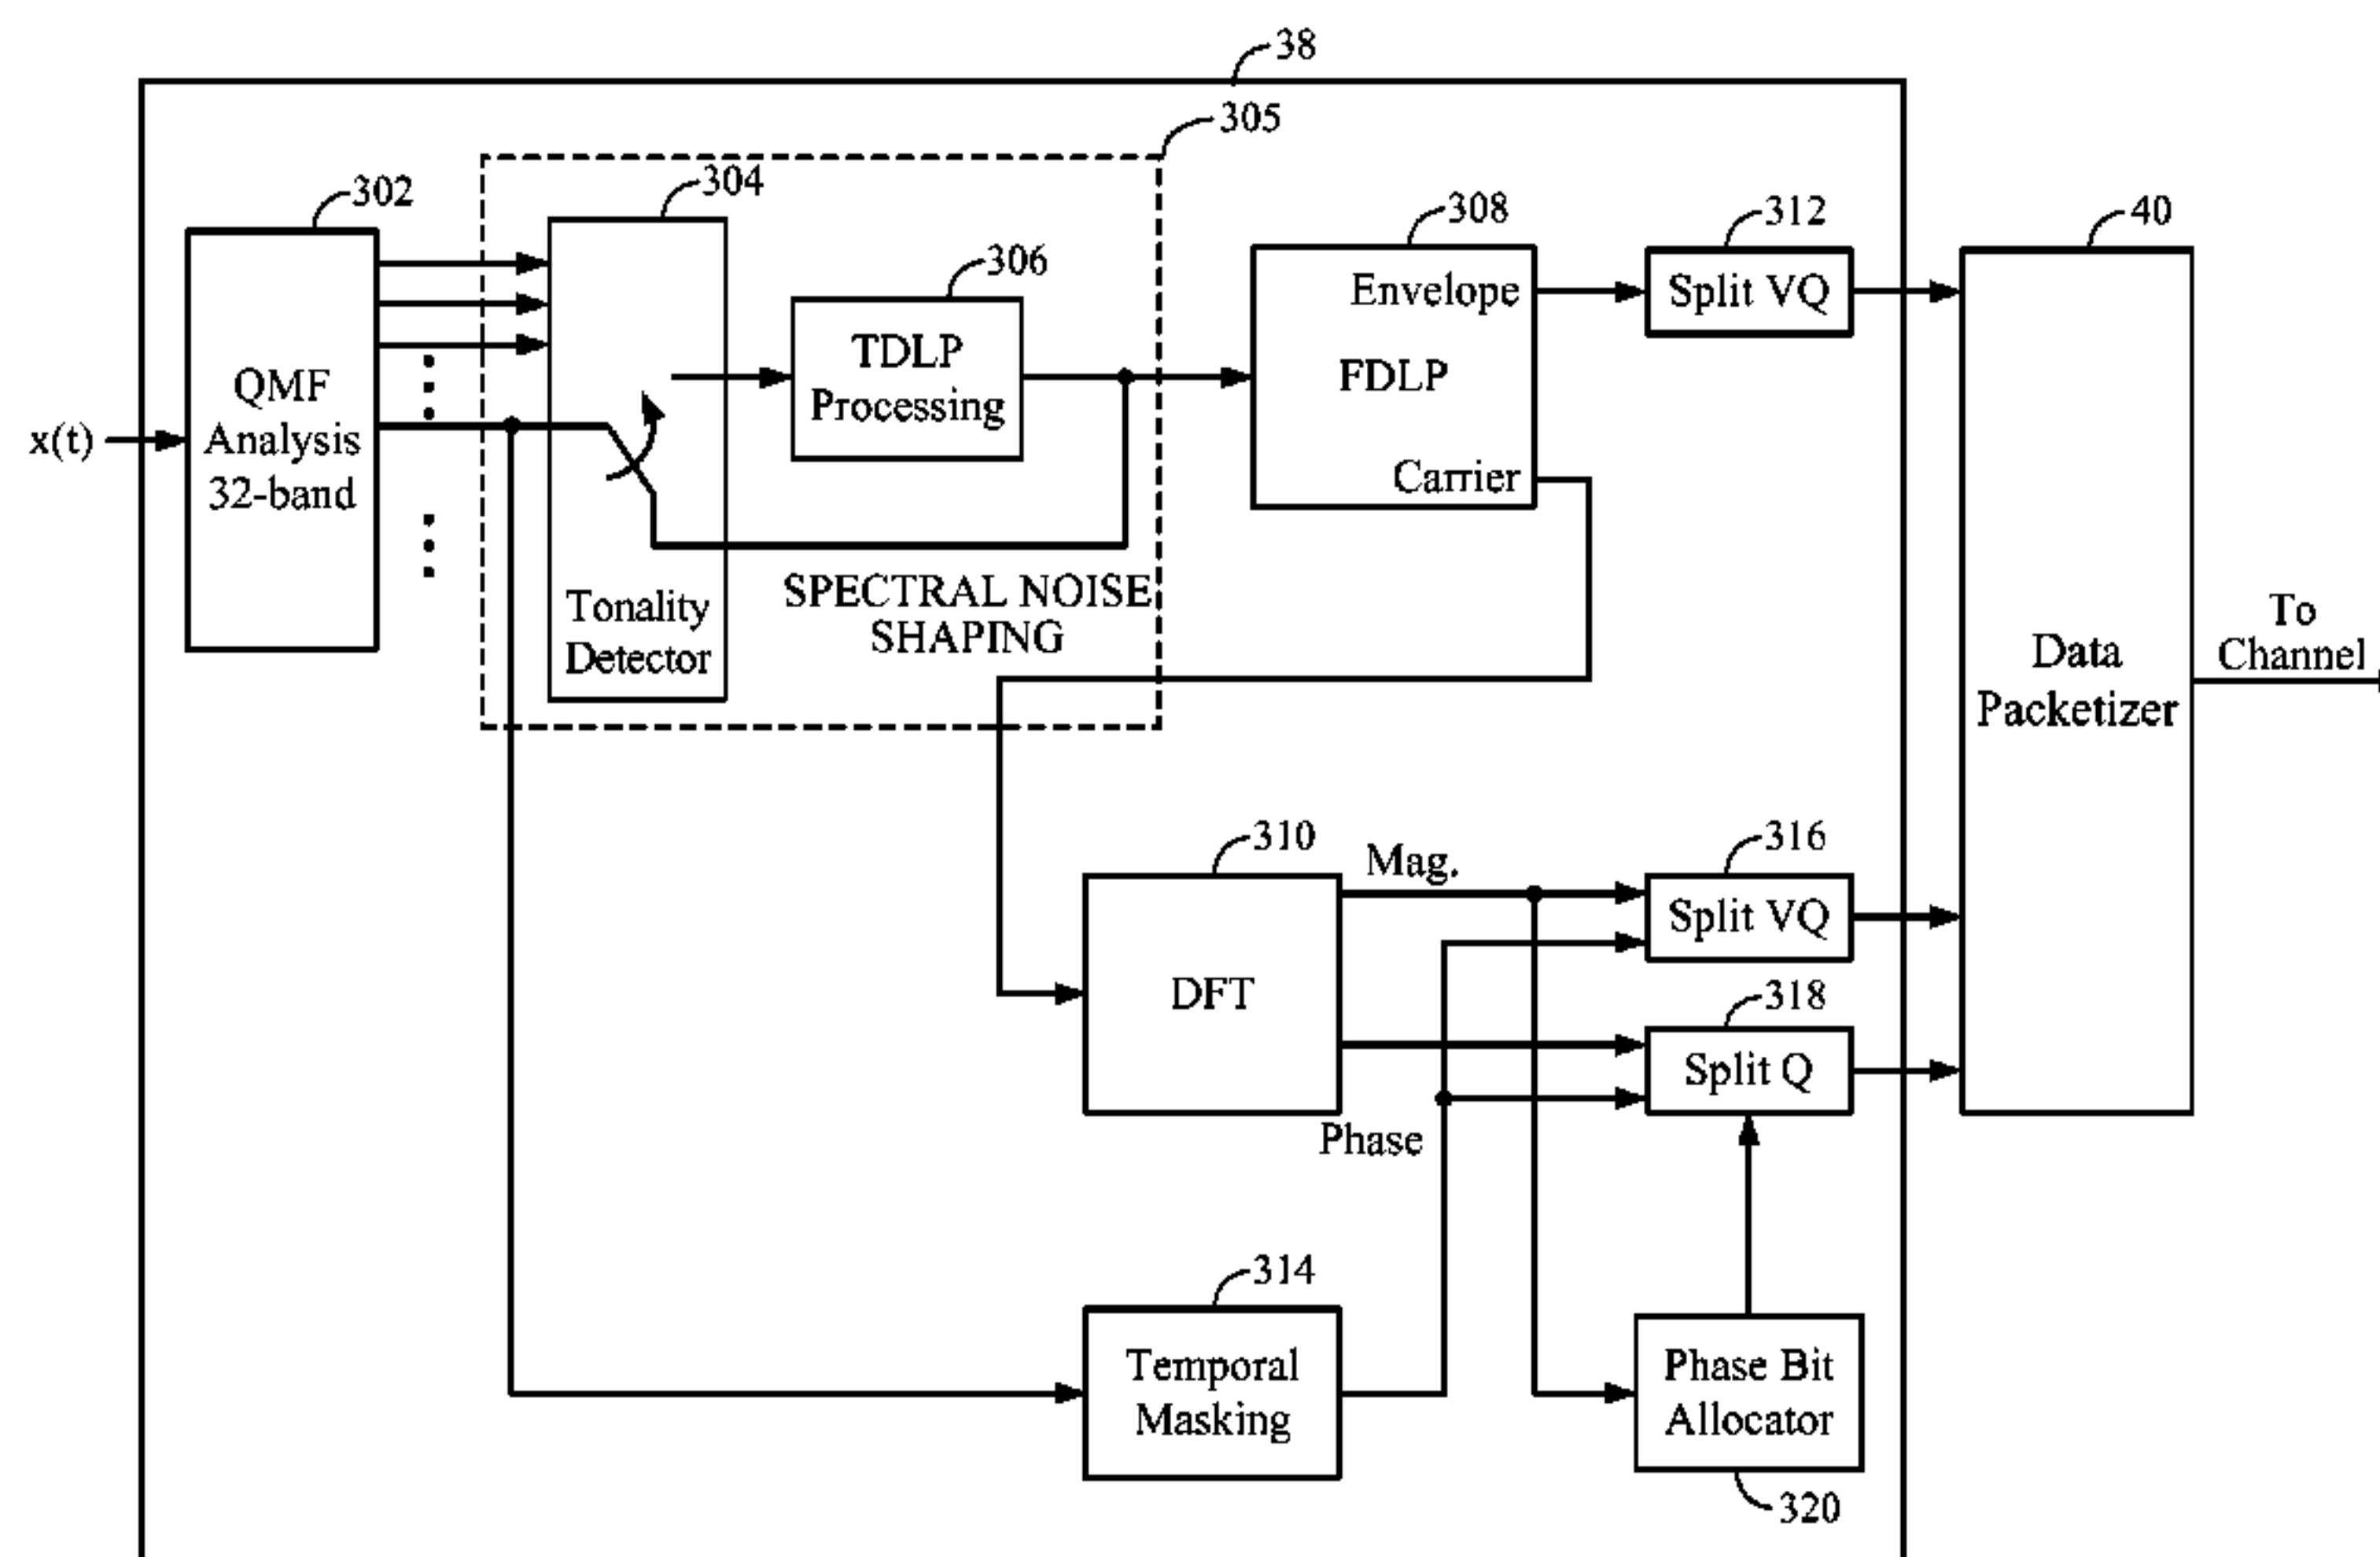 38
305
302
304
306
308
312
40
x(t)
QMF
Analysis
32-band
Tonality
Detector
TDLP
Processing
SPECTRAL NOISE
SHAPING
Envelope
FDLP
Carrier
Split VQ
Data
Packetizer
To
Channel
310
Mag.
316
DFT
Split VQ
318
Split Q
Phase
314
Temporal
Masking
Phase Bit
Allocator
320